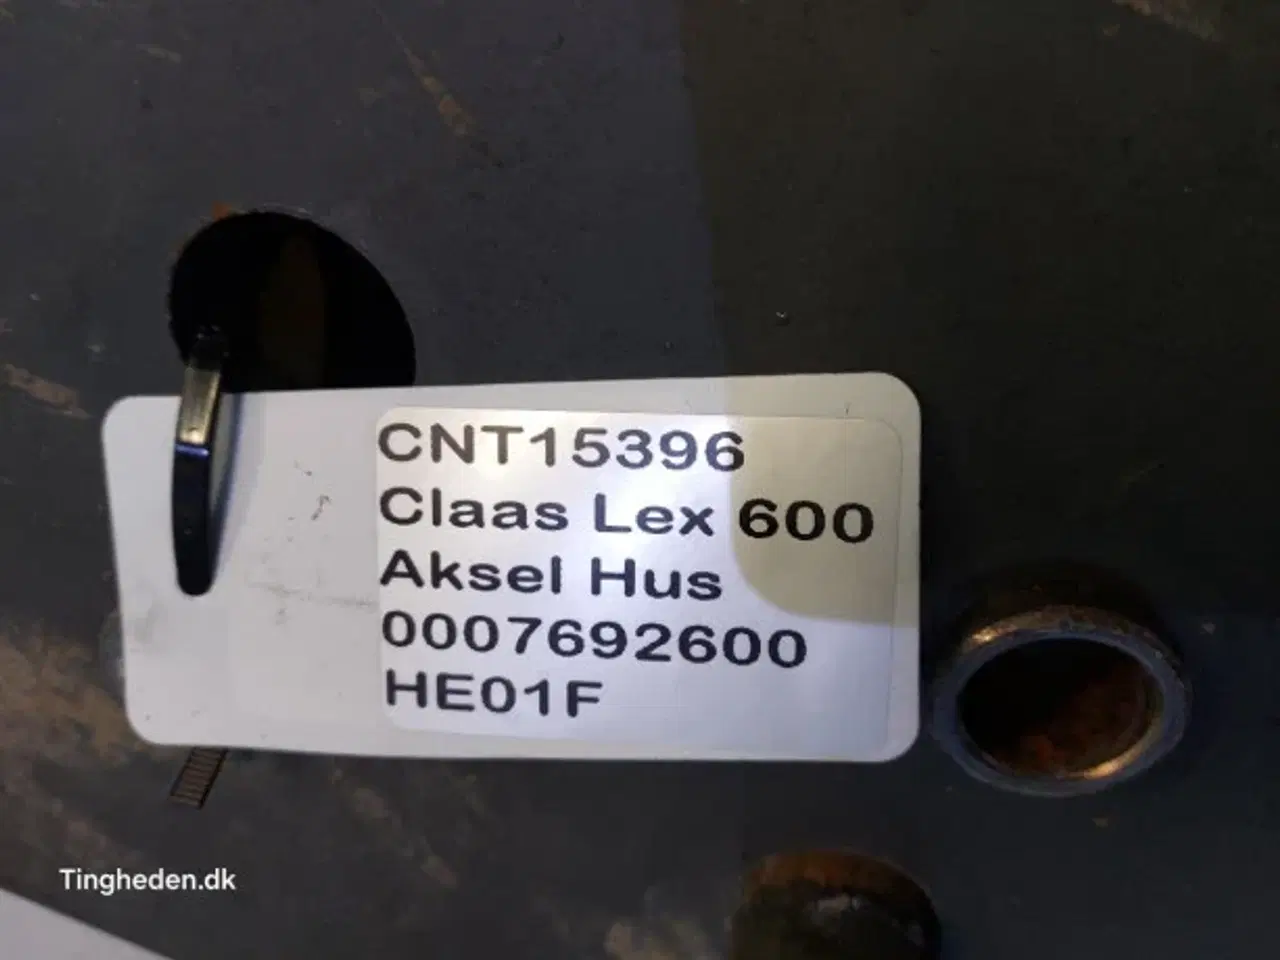 CNT15396
Claas Lex 600
Aksel Hus
0007692600
HE01F
Tingheden.dk